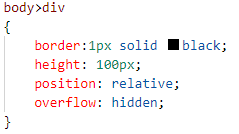 body>div
{
border:1px solid black;
height: 100px;
position: relative;
overflow: hidden;
}